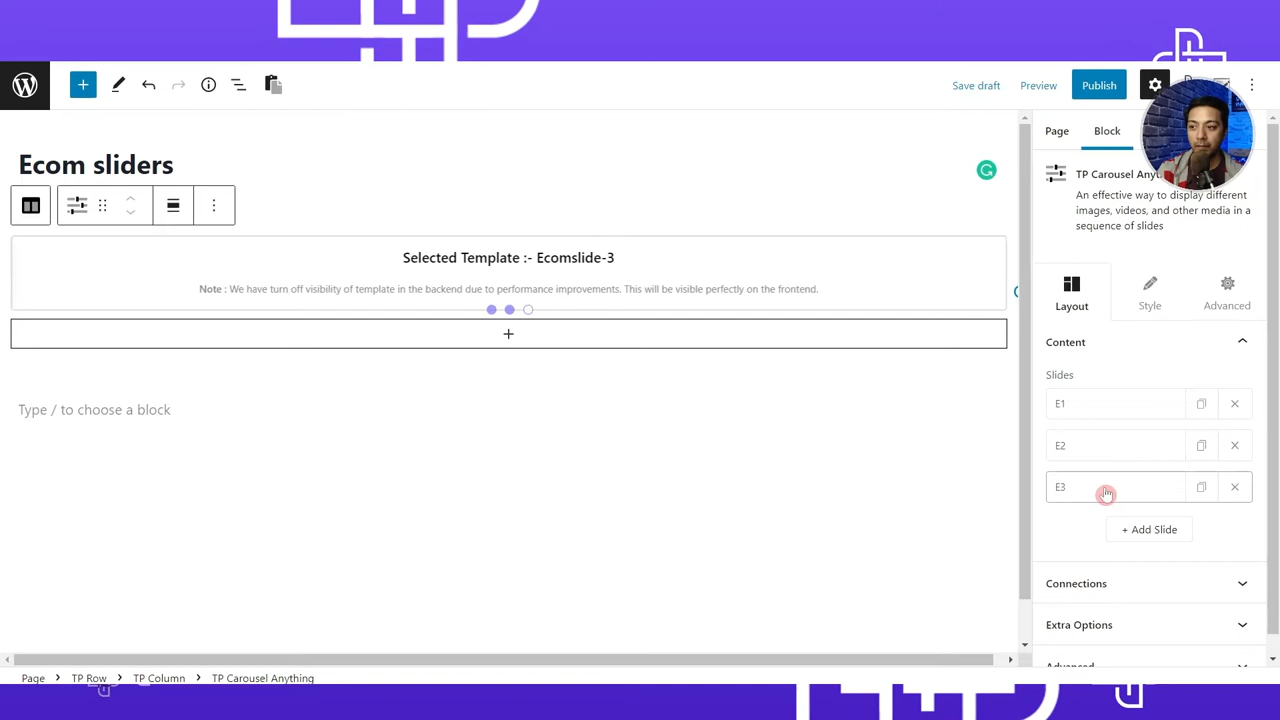 Save draft
Preview
Publish
Ecom sliders
Page
Block
TP Carousel
An effective way to display different
images, videos, and other media in a
sequence of slides
Selected Template :- Ecomslide-3
Note : We have turn off visibility of template in the backend due to performance improvements. This will be visible perfectly on the frontend.
+
Type / to choose a block
Layout
Style
Advanced
Content
Slides
E1
E2
E3
+ Add Slide
Connections
Extra Options
Advanced
Page > TP Row > TP Column > TP Carousel Anything